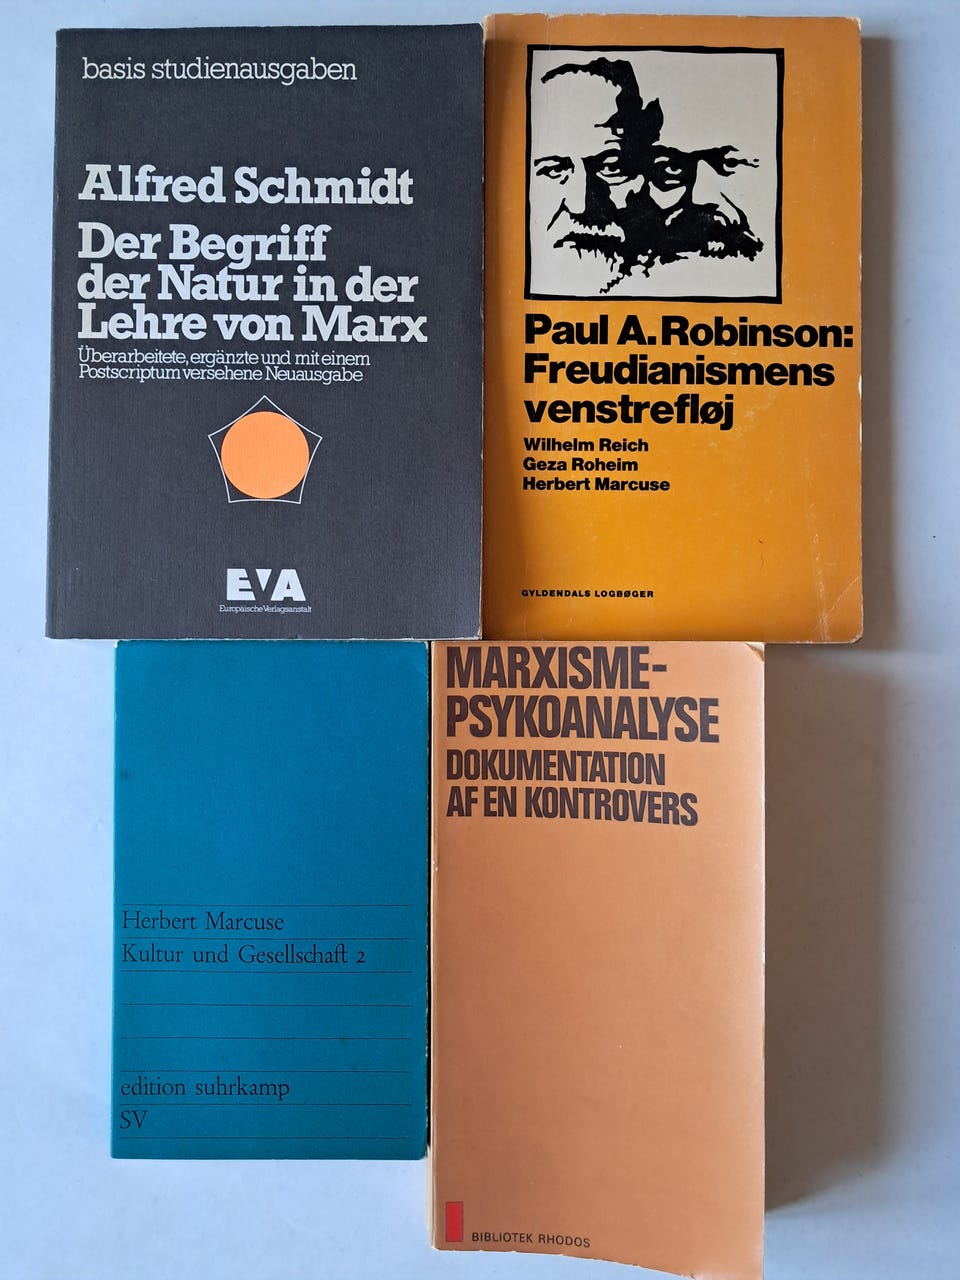 basis studienausgaben
Alfred Schmidt
Der Begriff
der Natur in der
Lehre von Marx
Überarbeitete, ergänzte und mit einem
Postscriptum versehene Neuausgabe
EVA
Europäische Verlagsanstalt
Paul A. Robinson:
Freudianismens
venstrefløj
Wilhelm Reich
Geza Roheim
Herbert Marcuse
GYLDENDALS LOGBØGER
Herbert Marcuse
Kultur und Gesellschaft 2
edition suhrkamp
SV
MARXISME-
PSYKOANALYSE
DOKUMENTATION
AF EN KONTROVERS
BIBLIOTEK RHODOS